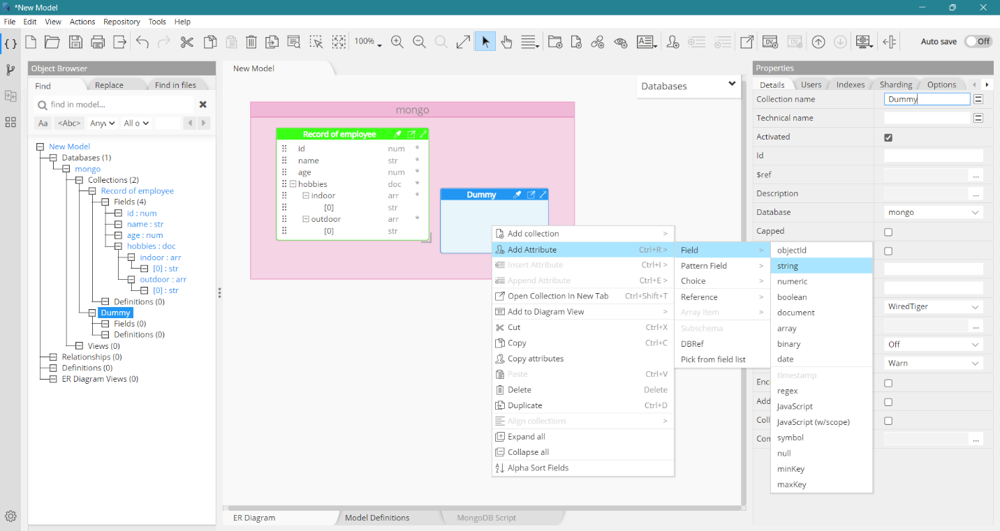 *New Model
File Edit View Actions Repository Tools Help
100%
Auto save Off
Object Browser
Find Replace Find in files
find in model...
Aa <Abc> Any All o
New Model
Databases (1)
mongo
Collections (2)
Record of employee
Fields (4)
id : num
name : str
age : num
hobbies : doc
indoor : arr
[0] : str
outdoor : arr
[0] : str
Definitions (0)
Dummy
Fields (0)
Definitions (0)
Views (0)
Relationships (0)
Definitions (0)
ER Diagram Views (0)
New Model
Databases
mongo
Record of employee
id num *
name str *
age num *
hobbies doc *
indoor arr *
[0] str
outdoor arr *
[0] str
Dummy
Add collection >
Add Attribute Ctrl+R >
Insert Attribute Ctrl+I >
Append Attribute Ctrl+E >
Open Collection In New Tab Ctrl+Shift+T
Add to Diagram View >
Cut Ctrl+X
Copy Ctrl+C
Copy attributes
Paste Ctrl+V
Delete Delete
Duplicate Ctrl+D
Align collections >
Expand all
Collapse all
Alpha Sort Fields
Field >
Pattern Field >
Choice >
Reference >
Array Item >
Subschema
DBRef
Pick from field list
objectId
string
numeric
boolean
document
array
binary
date
timestamp
regex
JavaScript
JavaScript (w/scope)
symbol
null
minKey
maxKey
ER Diagram Model Definitions MongoDB Script
Properties
Details Users Indexes Sharding Options
Collection name Dummy
Technical name
Activated
Id
$ref ...
Description ...
Database mongo
Capped
WiredTiger
...
Off
Warn
Enc
Add
Coll
Com ...